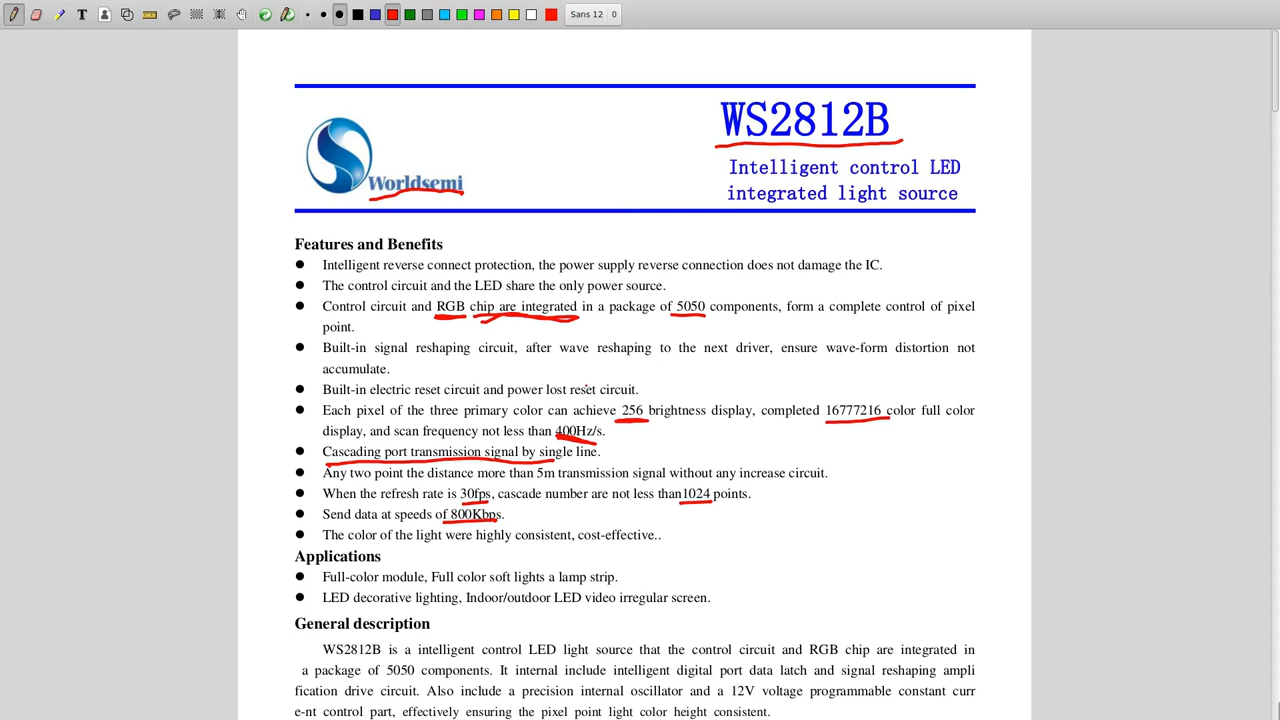 T
Sans 12
0
WS2812B
Worldsemi
Intelligent control LED
integrated light source
Features and Benefits
● Intelligent reverse connect protection, the power supply reverse connection does not damage the IC.
● The control circuit and the LED share the only power source.
● Control circuit and RGB chip are integrated in a package of 5050 components, form a complete control of pixel
point.
● Built-in signal reshaping circuit, after wave reshaping to the next driver, ensure wave-form distortion not
accumulate.
● Built-in electric reset circuit and power lost reset circuit.
● Each pixel of the three primary color can achieve 256 brightness display, completed 16777216 color full color
display, and scan frequency not less than 400Hz/s.
● Cascading port transmission signal by single line.
● Any two point the distance more than 5m transmission signal without any increase circuit.
● When the refresh rate is 30fps, cascade number are not less than1024 points.
● Send data at speeds of 800Kbps.
● The color of the light were highly consistent, cost-effective..
Applications
● Full-color module, Full color soft lights a lamp strip.
● LED decorative lighting, Indoor/outdoor LED video irregular screen.
General description
WS2812B is a intelligent control LED light source that the control circuit and RGB chip are integrated in
a package of 5050 components. It internal include intelligent digital port data latch and signal reshaping ampli
fication drive circuit. Also include a precision internal oscillator and a 12V voltage programmable constant curr
e-nt control part, effectively ensuring the pixel point light color height consistent.